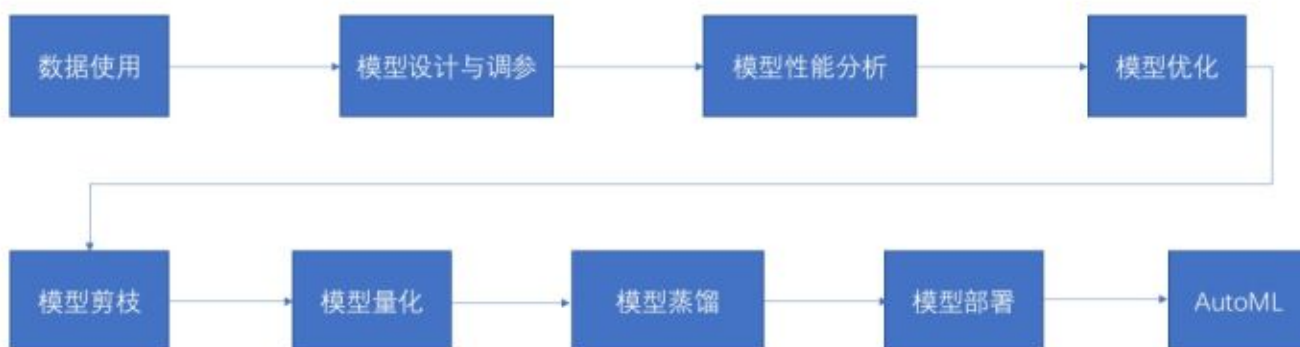 数据使用
模型设计与调参
模型性能分析
模型优化
模型剪枝
模型量化
模型蒸馏
模型部署
AutoML